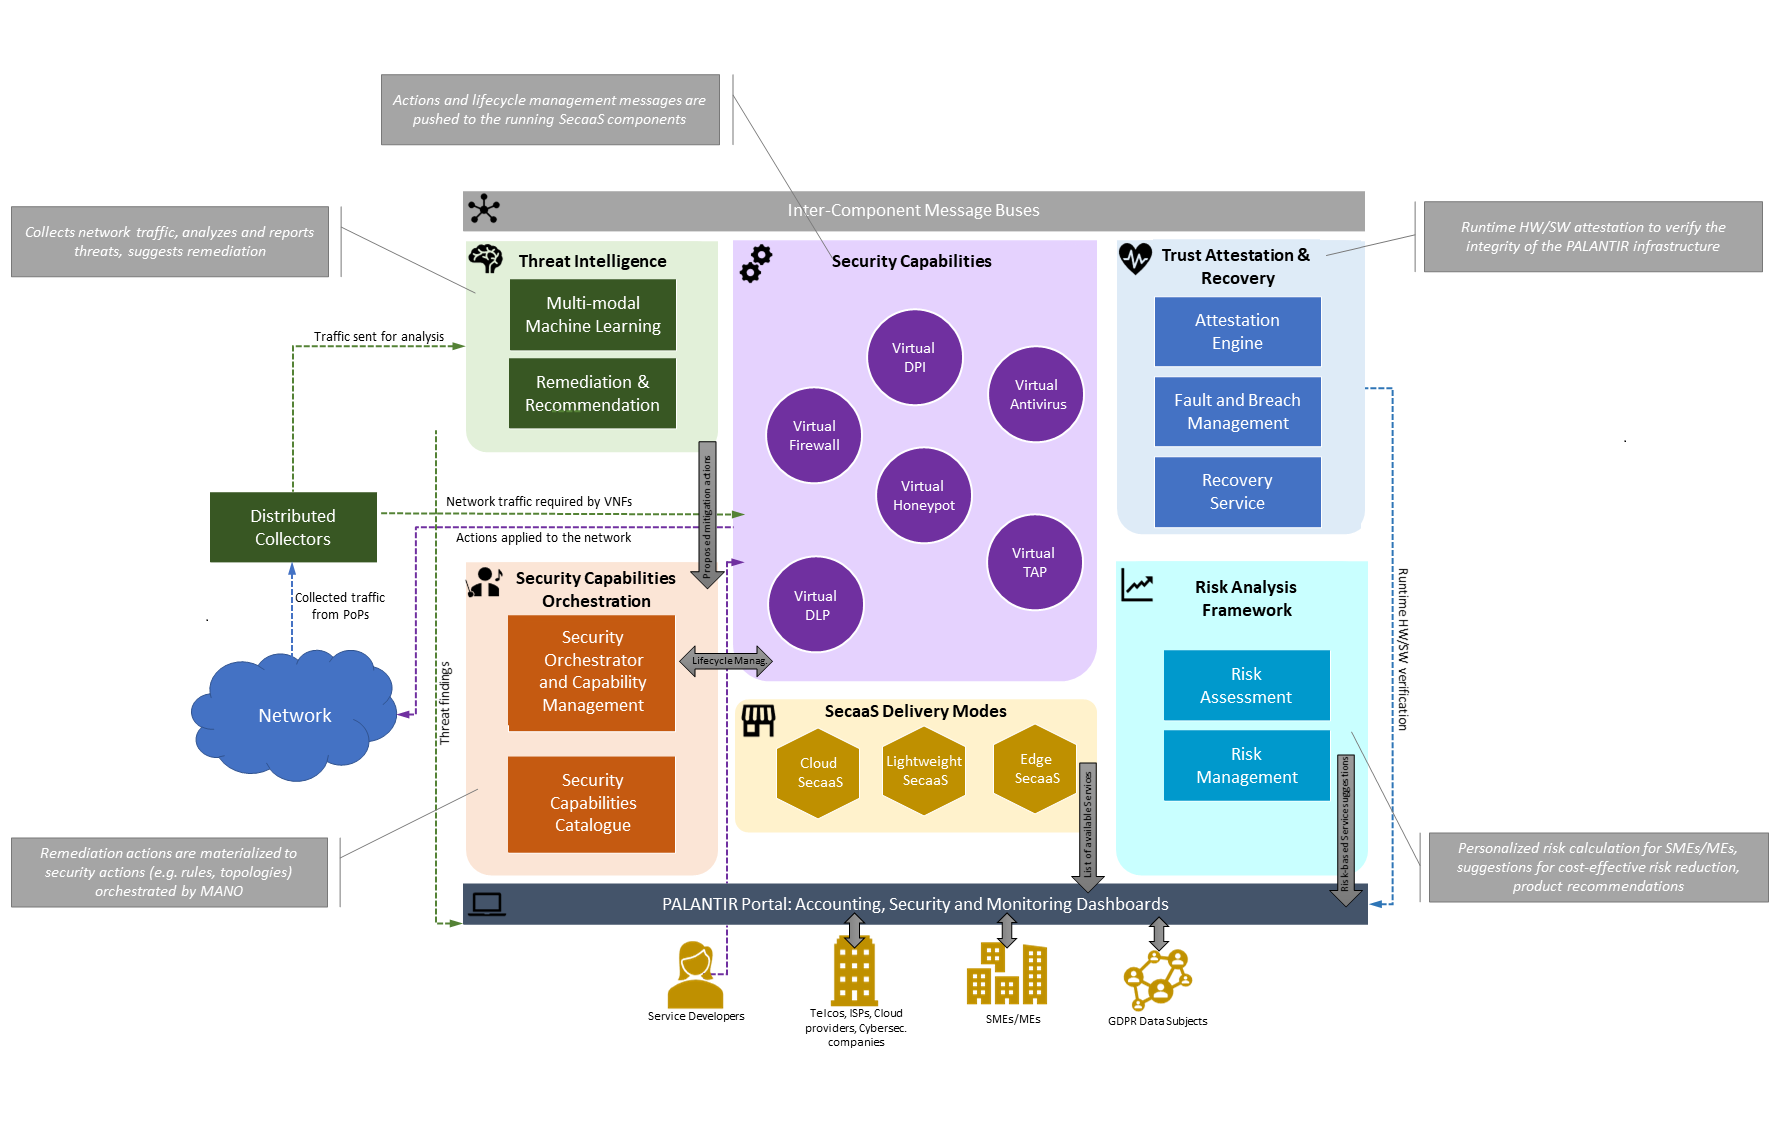 Actions and lifecycle management messages are
pushed to the running SecaaS components
Inter-Component Message Buses
Collects network traffic, analyzes and reports
threats, suggests remediation
Runtime HW/SW attestation to verify the
integrity of the PALANTIR infrastructure
Threat Intelligence
Multi-modal
Machine Learning
Remediation &
Recommendation
Security Capabilities
Virtual
DPI
Virtual
Antivirus
Virtual
Firewall
Virtual
Honeypot
Virtual
TAP
Virtual
DLP
Trust Attestation &
Recovery
Attestation
Engine
Fault and Breach
Management
Recovery
Service
Traffic sent for analysis
Distributed
Collectors
Network traffic required by VNFs
Actions applied to the network
Proposed mitigation actions
Collected traffic
from PoPs
Network
Threat findings
Security Capabilities
Orchestration
Security
Orchestrator
and Capability
Management
Security
Capabilities
Catalogue
Lifecycle Manag.
SecaaS Delivery Modes
Cloud
SecaaS
Lightweight
SecaaS
Edge
SecaaS
List of available Services
Risk Analysis
Framework
Risk
Assessment
Risk
Management
Risk-based Service suggestions
Runtime HW/SW verification
Remediation actions are materialized to
security actions (e.g. rules, topologies)
orchestrated by MANO
Personalized risk calculation for SMEs/MEs,
suggestions for cost-effective risk reduction,
product recommendations
PALANTIR Portal: Accounting, Security and Monitoring Dashboards
Service Developers
Telcos, ISPs, Cloud
providers, Cybersec.
companies
SMEs/MEs
GDPR Data Subjects